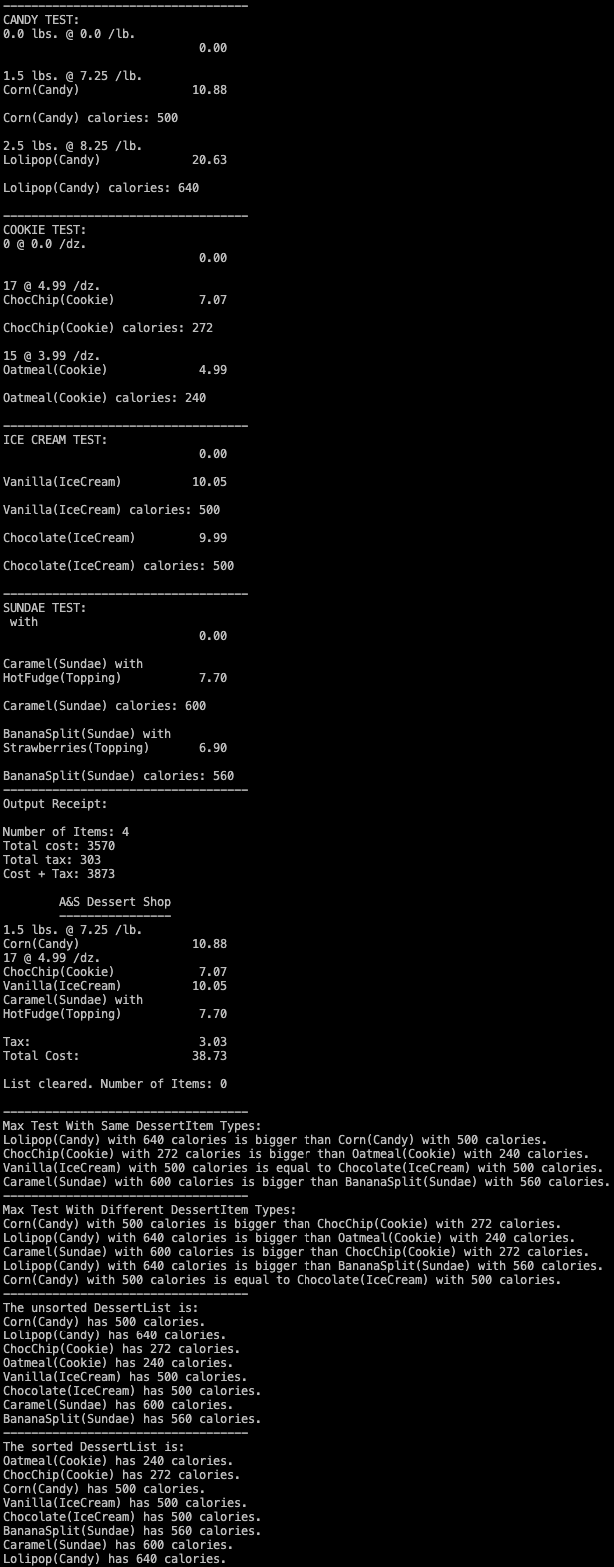 -----------------------------------
CANDY TEST:
0.0 lbs. @ 0.0 /lb.
                            0.00

1.5 lbs. @ 7.25 /lb.
Corn(Candy)                10.88

Corn(Candy) calories: 500

2.5 lbs. @ 8.25 /lb.
Lolipop(Candy)             20.63

Lolipop(Candy) calories: 640

-----------------------------------
COOKIE TEST:
0 @ 0.0 /dz.
                            0.00

17 @ 4.99 /dz.
ChocChip(Cookie)            7.07

ChocChip(Cookie) calories: 272

15 @ 3.99 /dz.
Oatmeal(Cookie)             4.99

Oatmeal(Cookie) calories: 240

-----------------------------------
ICE CREAM TEST:
                            0.00

Vanilla(IceCream)          10.05

Vanilla(IceCream) calories: 500

Chocolate(IceCream)         9.99

Chocolate(IceCream) calories: 500

-----------------------------------
SUNDAE TEST:
 with
                            0.00

Caramel(Sundae) with
HotFudge(Topping)           7.70

Caramel(Sundae) calories: 600

BananaSplit(Sundae) with
Strawberries(Topping)       6.90

BananaSplit(Sundae) calories: 560
-----------------------------------
Output Receipt:

Number of Items: 4
Total cost: 3570
Total tax: 303
Cost + Tax: 3873

        A&S Dessert Shop
        ----------------
1.5 lbs. @ 7.25 /lb.
Corn(Candy)                10.88
17 @ 4.99 /dz.
ChocChip(Cookie)            7.07
Vanilla(IceCream)          10.05
Caramel(Sundae) with
HotFudge(Topping)           7.70

Tax:                        3.03
Total Cost:                38.73

List cleared. Number of Items: 0

-----------------------------------
Max Test With Same DessertItem Types:
Lolipop(Candy) with 640 calories is bigger than Corn(Candy) with 500 calories.
ChocChip(Cookie) with 272 calories is bigger than Oatmeal(Cookie) with 240 calories.
Vanilla(IceCream) with 500 calories is equal to Chocolate(IceCream) with 500 calories.
Caramel(Sundae) with 600 calories is bigger than BananaSplit(Sundae) with 560 calories.
-----------------------------------
Max Test With Different DessertItem Types:
Corn(Candy) with 500 calories is bigger than ChocChip(Cookie) with 272 calories.
Lolipop(Candy) with 640 calories is bigger than Oatmeal(Cookie) with 240 calories.
Caramel(Sundae) with 600 calories is bigger than ChocChip(Cookie) with 272 calories.
Lolipop(Candy) with 640 calories is bigger than BananaSplit(Sundae) with 560 calories.
Corn(Candy) with 500 calories is equal to Chocolate(IceCream) with 500 calories.
-----------------------------------
The unsorted DessertList is:
Corn(Candy) has 500 calories.
Lolipop(Candy) has 640 calories.
ChocChip(Cookie) has 272 calories.
Oatmeal(Cookie) has 240 calories.
Vanilla(IceCream) has 500 calories.
Chocolate(IceCream) has 500 calories.
Caramel(Sundae) has 600 calories.
BananaSplit(Sundae) has 560 calories.
-----------------------------------
The sorted DessertList is:
Oatmeal(Cookie) has 240 calories.
ChocChip(Cookie) has 272 calories.
Corn(Candy) has 500 calories.
Vanilla(IceCream) has 500 calories.
Chocolate(IceCream) has 500 calories.
BananaSplit(Sundae) has 560 calories.
Caramel(Sundae) has 600 calories.
Lolipop(Candy) has 640 calories.